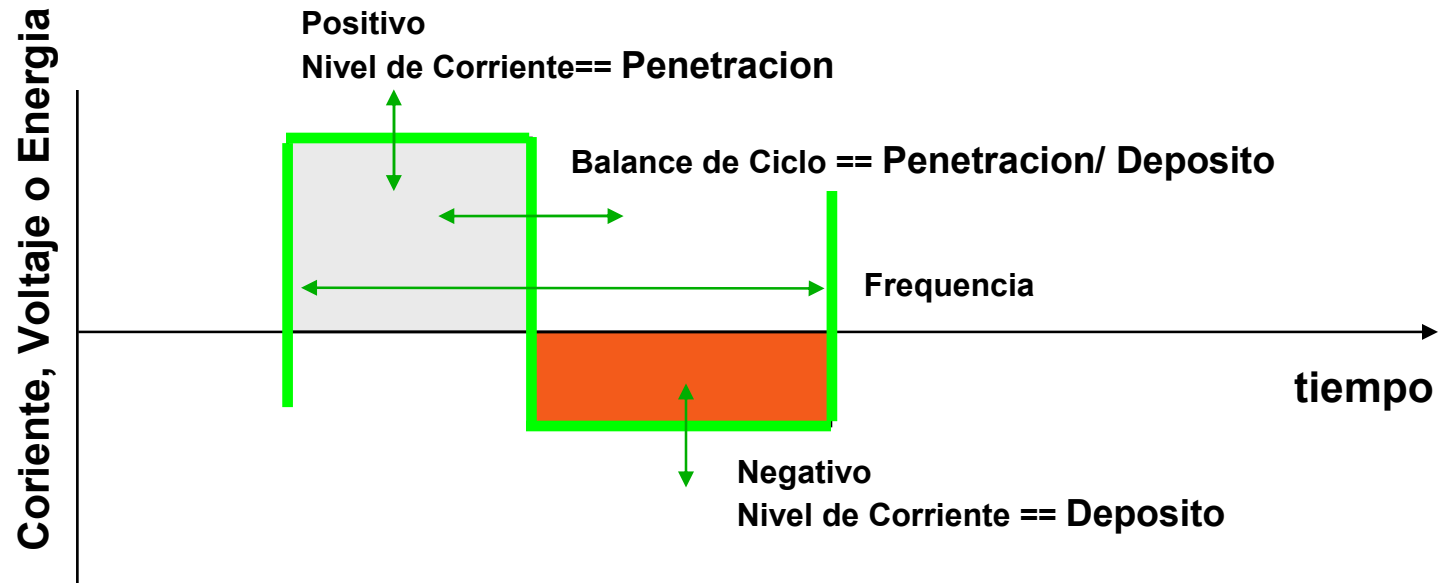 Coriente, Voltaje o Energia
Positivo
Nivel de Corriente== Penetracion
Balance de Ciclo == Penetracion/ Deposito
Frequencia
tiempo
Negativo
Nivel de Corriente == Deposito